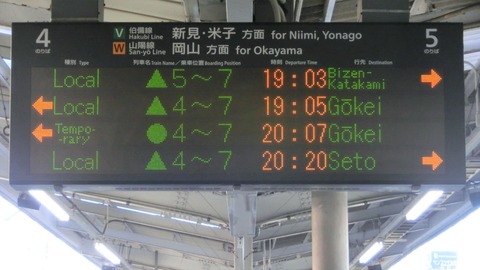 4 のりば V 伯備線 Hakubi Line 新見・米子 方面 for Niimi, Yonago 5 のりば
W 山陽線 San-yō Line 岡山 方面 for Okayama
種別 Type 列車名 Train Name／乗車位置 Boarding Position 時刻 Departure Time 行先 Destination
Local ▲5〜7 19:03 Bizen-Katakami →
← Local ▲4〜7 19:05 Gōkei
← Tempo-rary ●4〜7 20:07 Gōkei
Local ▲4〜7 20:20 Seto →